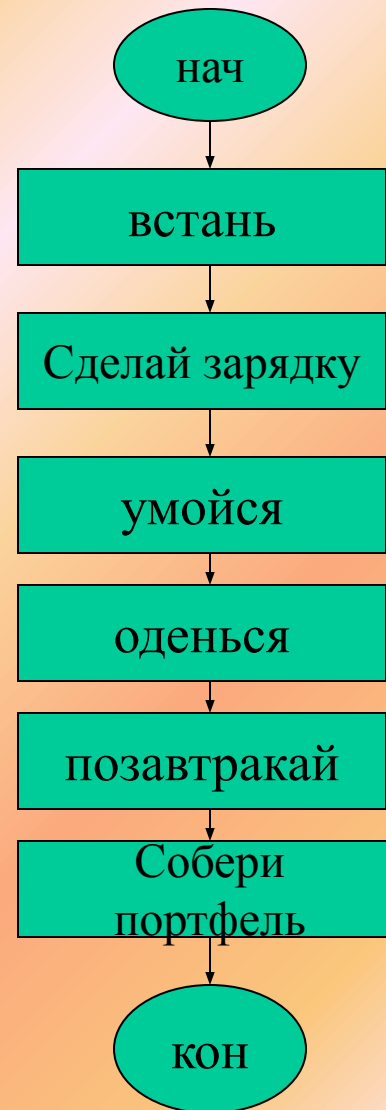 нач
встань
Сделай зарядку
умойся
оденься
позавтракай
Собери
портфель
кон